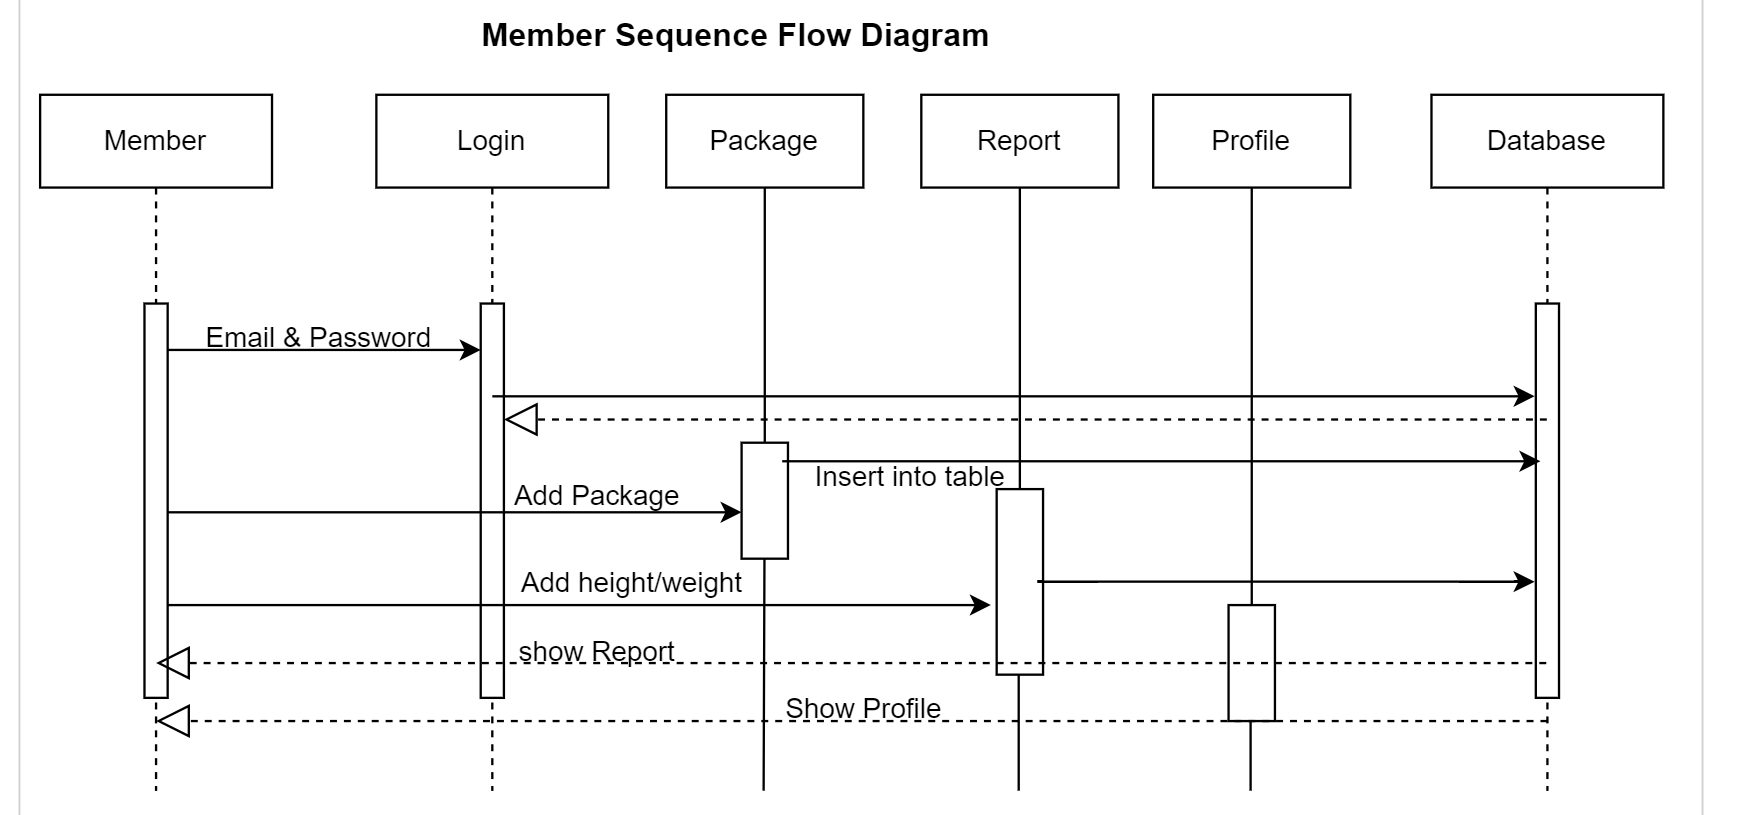 Member Sequence Flow Diagram
Member
Login
Package
Report
Profile
Database
Email & Password
Insert into table
Add Package
Add height/weight
show Report
Show Profile